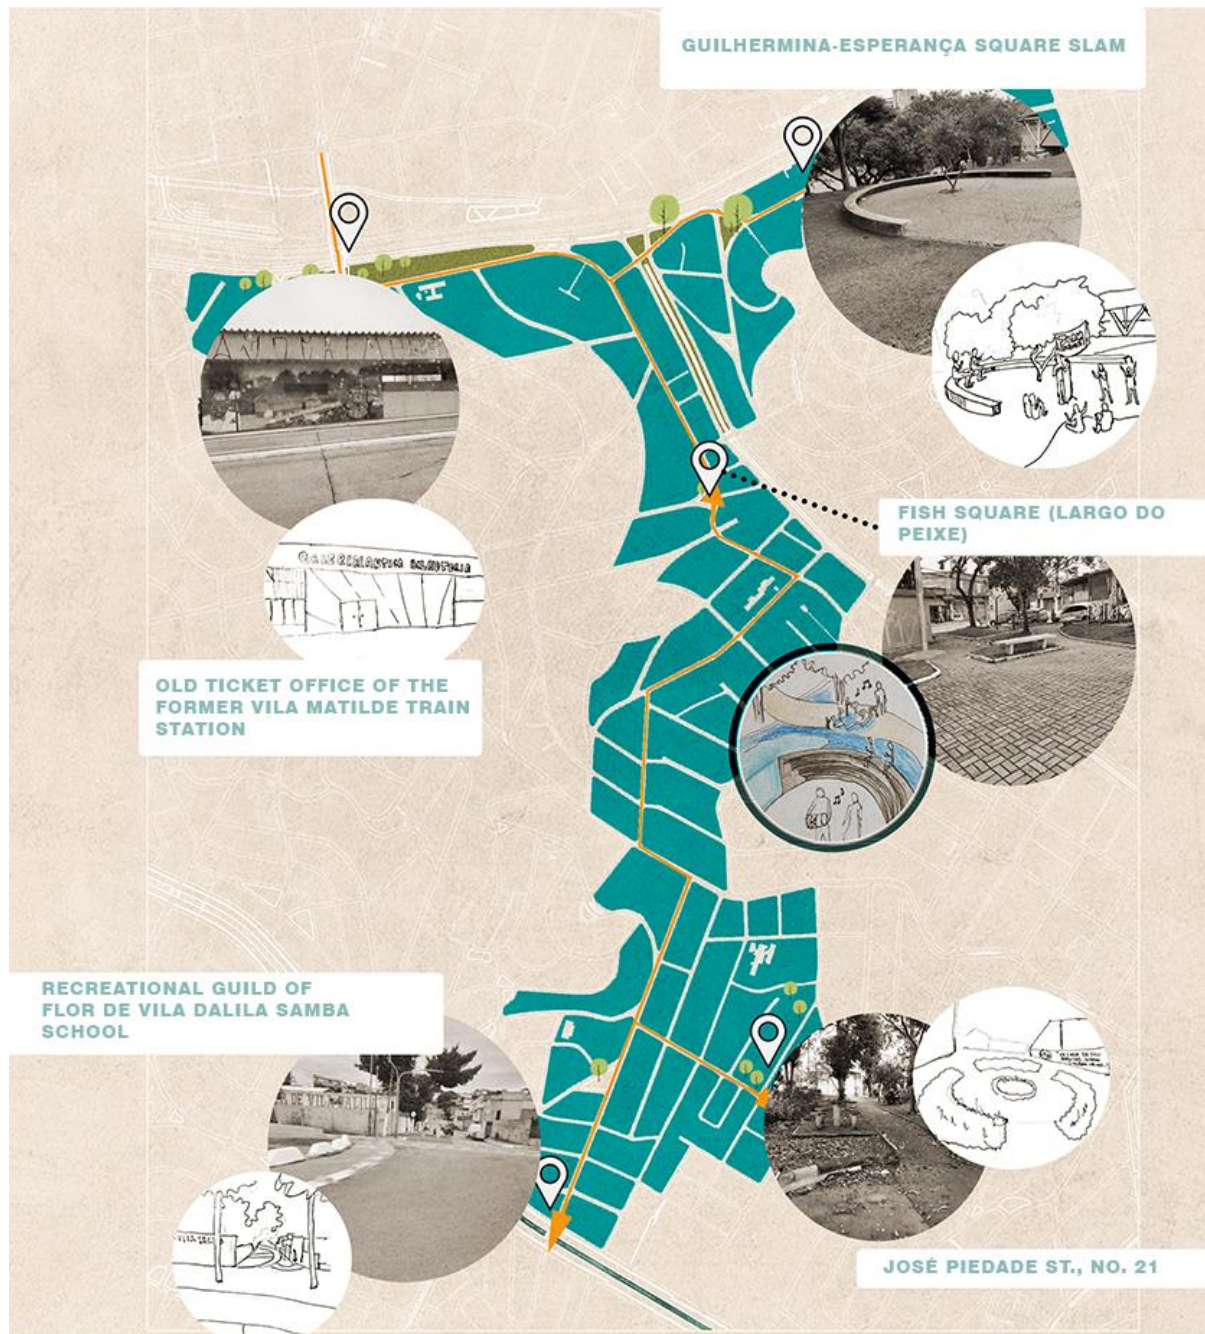 GUILHERMINA-ESPERANÇA SQUARE SLAM
FISH SQUARE (LARGO DO
PEIXE)
OLD TICKET OFFICE OF THE
FORMER VILA MATILDE TRAIN
STATION
RECREATIONAL GUILD OF
FLOR DE VILA DALILA SAMBA
SCHOOL
JOSÉ PIEDADE ST., NO. 21